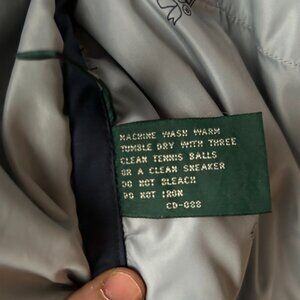 MACHINE WASH WARM
TUMBLE DRY WITH THREE
CLEAN TENNIS BALLS
OR A CLEAN SNEAKER
DO NOT BLEACH
DO NOT IRON
CD-088